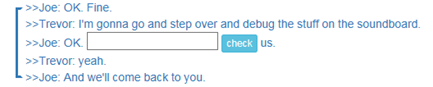 >>Joe: OK. Fine.
>>Trevor: I'm gonna go and step over and debug the stuff on the soundboard.
>>Joe: OK. check us.
>>Trevor: yeah.
>>Joe: And we'll come back to you.